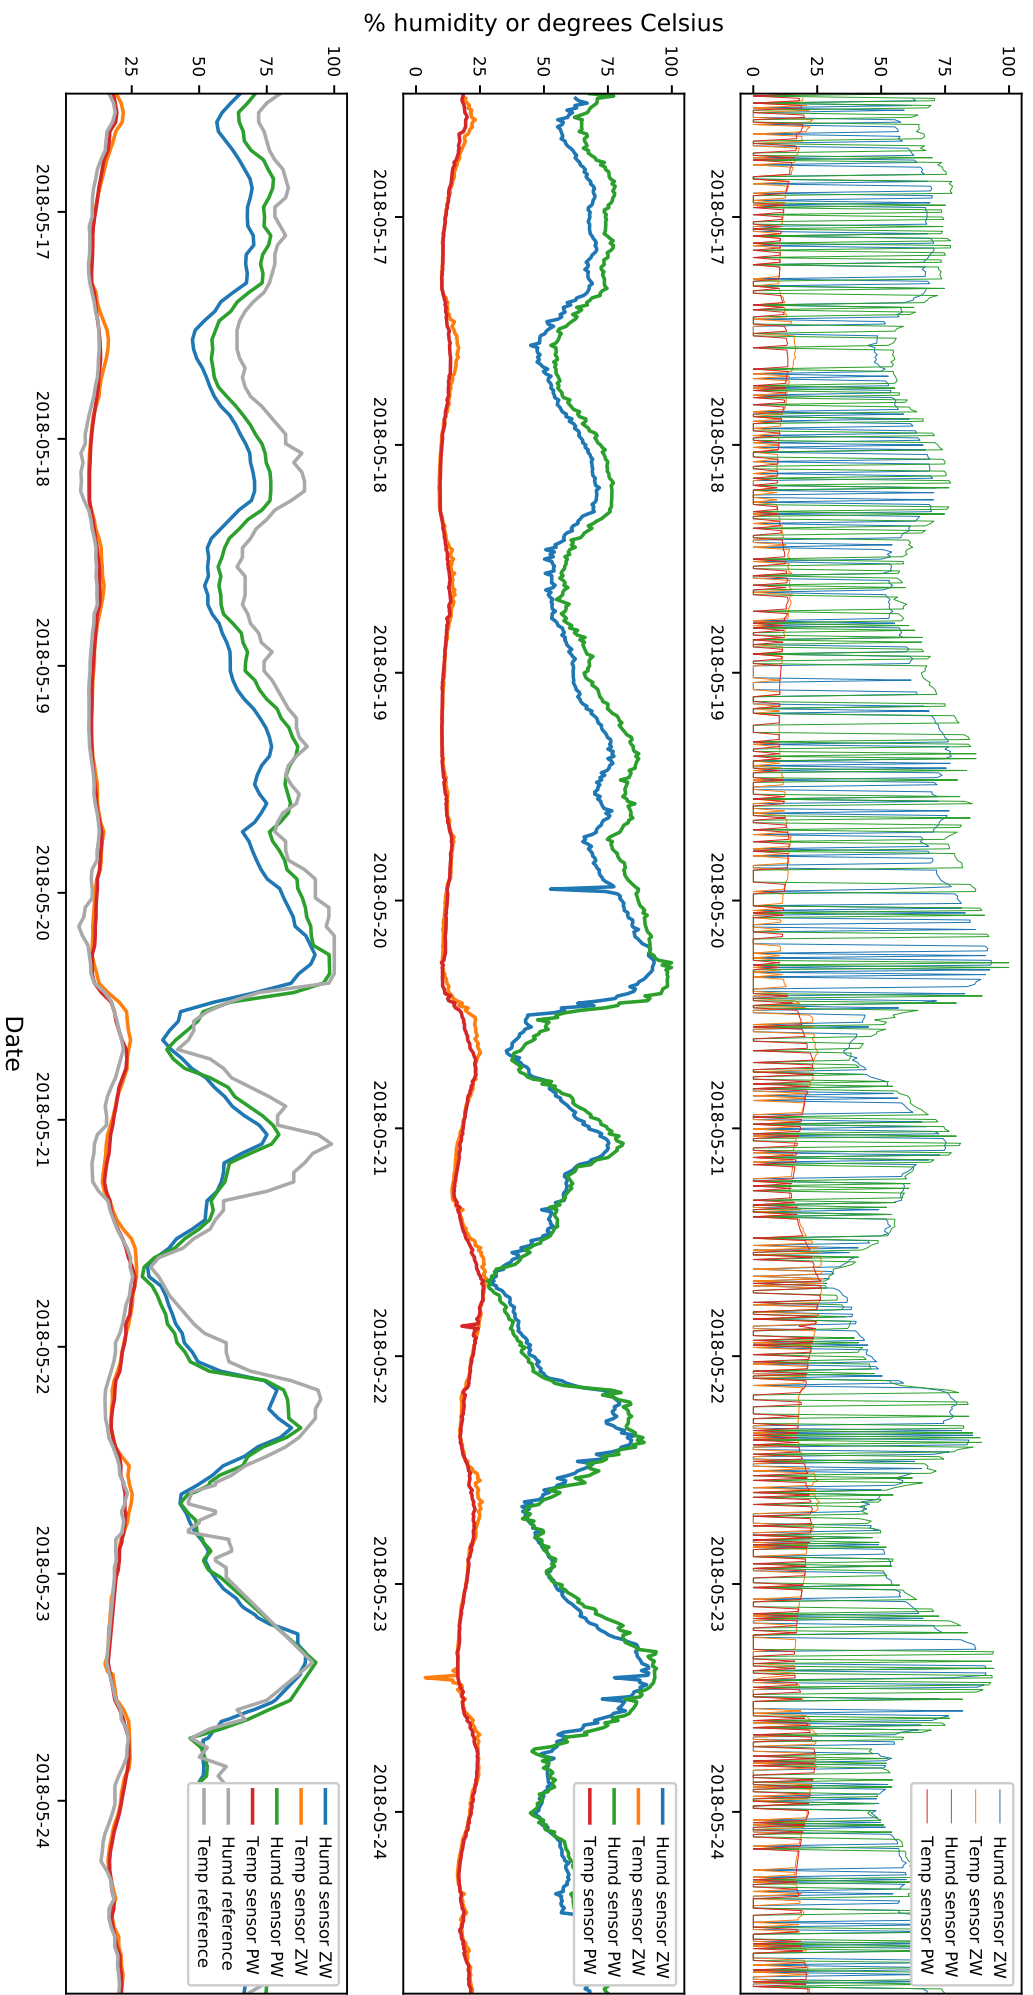 % humidity or degrees Celsius
0
25
50
75
100
2018-05-17
2018-05-18
2018-05-19
2018-05-20
2018-05-21
2018-05-22
2018-05-23
2018-05-24
Humd sensor ZW
Temp sensor ZW
Humd sensor PW
Temp sensor PW
0
25
50
75
100
2018-05-17
2018-05-18
2018-05-19
2018-05-20
2018-05-21
2018-05-22
2018-05-23
2018-05-24
Humd sensor ZW
Temp sensor ZW
Humd sensor PW
Temp sensor PW
25
50
75
100
2018-05-17
2018-05-18
2018-05-19
2018-05-20
2018-05-21
2018-05-22
2018-05-23
2018-05-24
Humd sensor ZW
Temp sensor ZW
Humd sensor PW
Temp sensor PW
Humd reference
Temp reference
Date